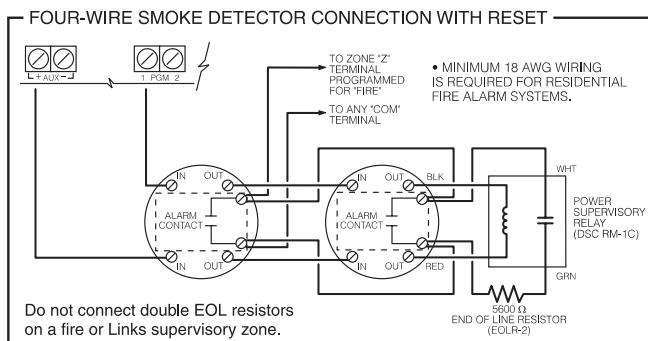 FOUR-WIRE SMOKE DETECTOR CONNECTION WITH RESET
+ AUX –
1 PGM 2
TO ZONE "Z"
TERMINAL
PROGRAMMED
FOR "FIRE"
TO ANY "COM"
TERMINAL
• MINIMUM 18 AWG WIRING
IS REQUIRED FOR RESIDENTIAL
FIRE ALARM SYSTEMS.
IN OUT
ALARM
CONTACT
IN OUT
IN OUT
ALARM
CONTACT
IN OUT
BLK
RED
WHT
POWER
SUPERVISORY
RELAY
(DSC RM-1C)
GRN
5600 Ω
END OF LINE RESISTOR
(EOLR-2)
Do not connect double EOL resistors
on a fire or Links supervisory zone.